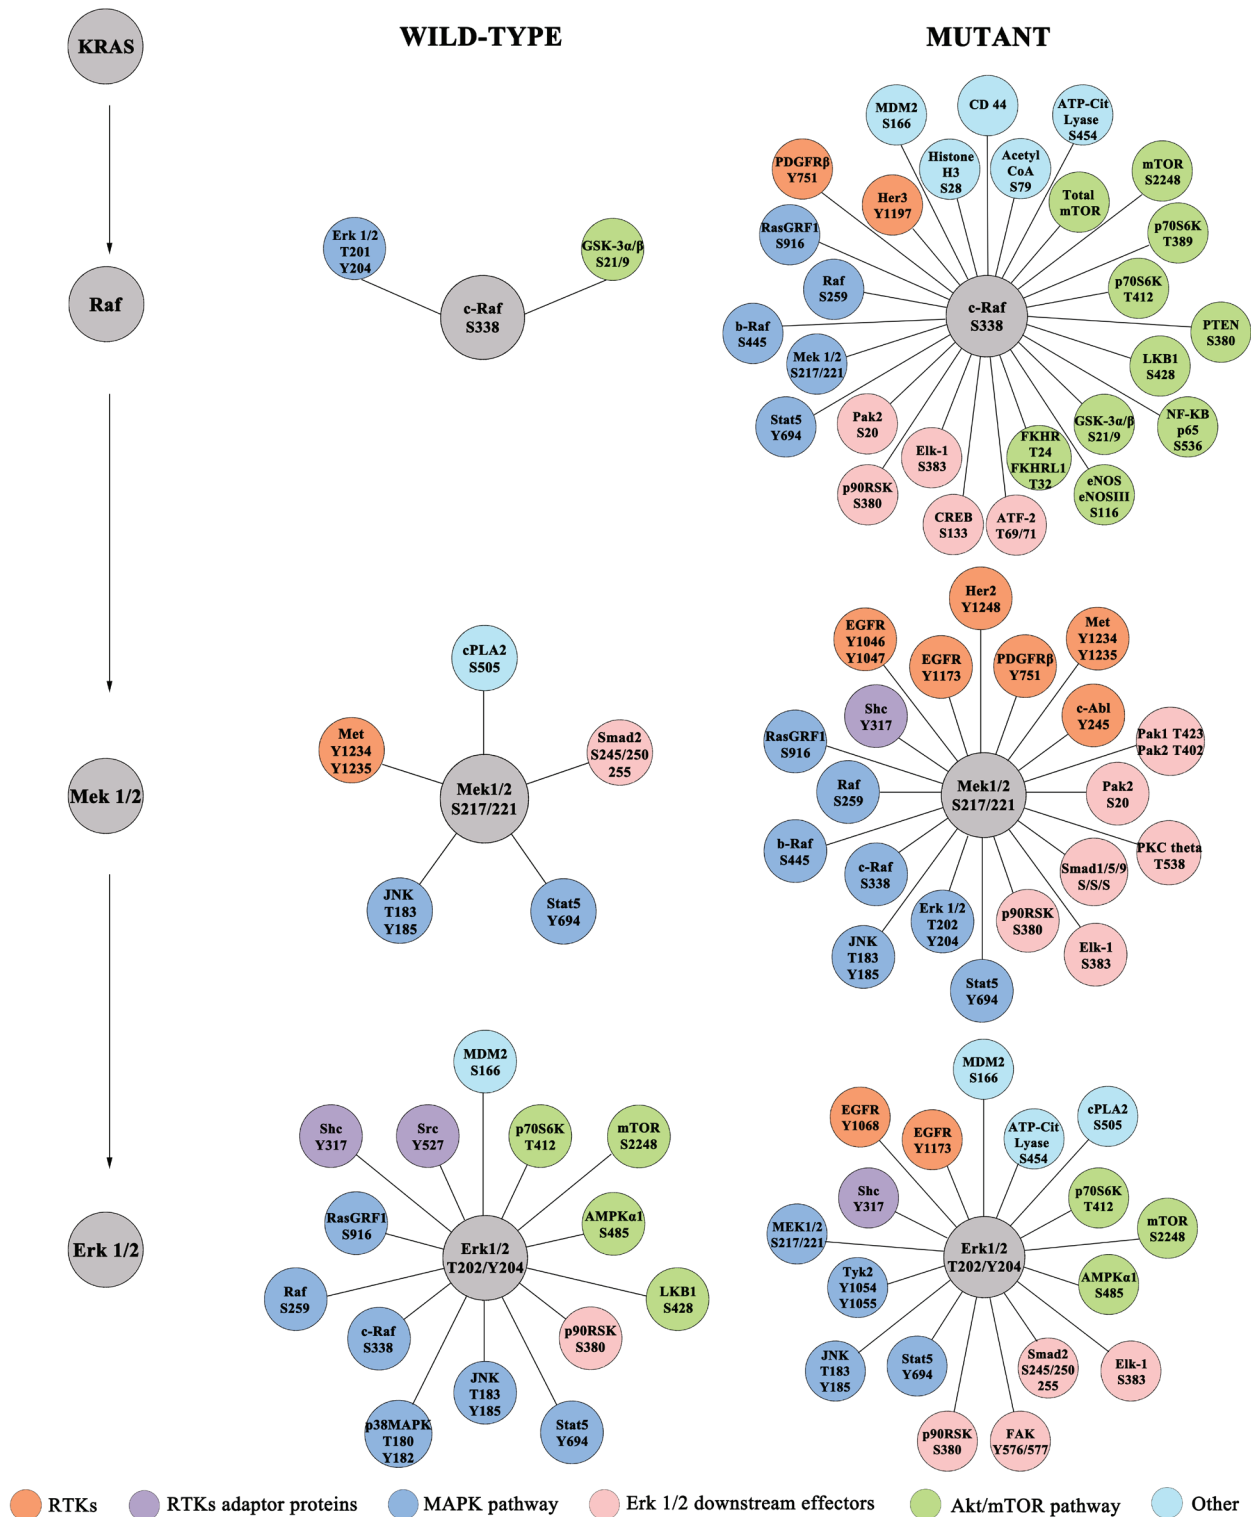 KRAS
WILD-TYPE
MUTANT
Raf
Erk 1/2
T201
Y204
GSK-3α/β
S21/9
c-Raf
S338
MDM2
S166
CD 44
ATP-Cit
Lyase
S454
PDGFRβ
Y751
Her3
Y1197
Histone
H3
S28
Acetyl
CoA
S79
Total
mTOR
mTOR
S2248
RasGRF1
S916
p70S6K
T389
Raf
S259
p70S6K
T412
b-Raf
S445
c-Raf
S338
PTEN
S380
Mek 1/2
S217/221
LKB1
S428
Stat5
Y694
Pak2
S20
Elk-1
S383
FKHR
T24
FKHRL1
T32
GSK-3α/β
S21/9
NF-KB
p65
S536
p90RSK
S380
CREB
S133
ATF-2
T69/71
eNOS
eNOSIII
S116
Mek 1/2
cPLA2
S505
Met
Y1234
Y1235
Smad2
S245/250
255
Mek1/2
S217/221
JNK
T183
Y185
Stat5
Y694
Her2
Y1248
EGFR
Y1046
Y1047
EGFR
Y1173
PDGFRβ
Y751
Met
Y1234
Y1235
Shc
Y317
c-Abl
Y245
RasGRF1
S916
Pak1 T423
Pak2 T402
Raf
S259
Mek1/2
S217/221
Pak2
S20
b-Raf
S445
c-Raf
S338
Smad1/5/9
S/S/S
PKC theta
T538
JNK
T183
Y185
Erk 1/2
T202
Y204
p90RSK
S380
Elk-1
S383
Stat5
Y694
Erk 1/2
MDM2
S166
Shc
Y317
Src
Y527
p70S6K
T412
mTOR
S2248
RasGRF1
S916
AMPKα1
S485
Erk1/2
T202/Y204
Raf
S259
LKB1
S428
c-Raf
S338
p90RSK
S380
p38MAPK
T180
Y182
JNK
T183
Y185
Stat5
Y694
MDM2
S166
EGFR
Y1068
EGFR
Y1173
ATP-Cit
Lyase
S454
cPLA2
S505
Shc
Y317
p70S6K
T412
MEK1/2
S217/221
mTOR
S2248
Erk1/2
T202/Y204
Tyk2
Y1054
Y1055
AMPKα1
S485
JNK
T183
Y185
Stat5
Y694
Smad2
S245/250
255
Elk-1
S383
p90RSK
S380
FAK
Y576/577
RTKs
RTKs adaptor proteins
MAPK pathway
Erk 1/2 downstream effectors
Akt/mTOR pathway
Other